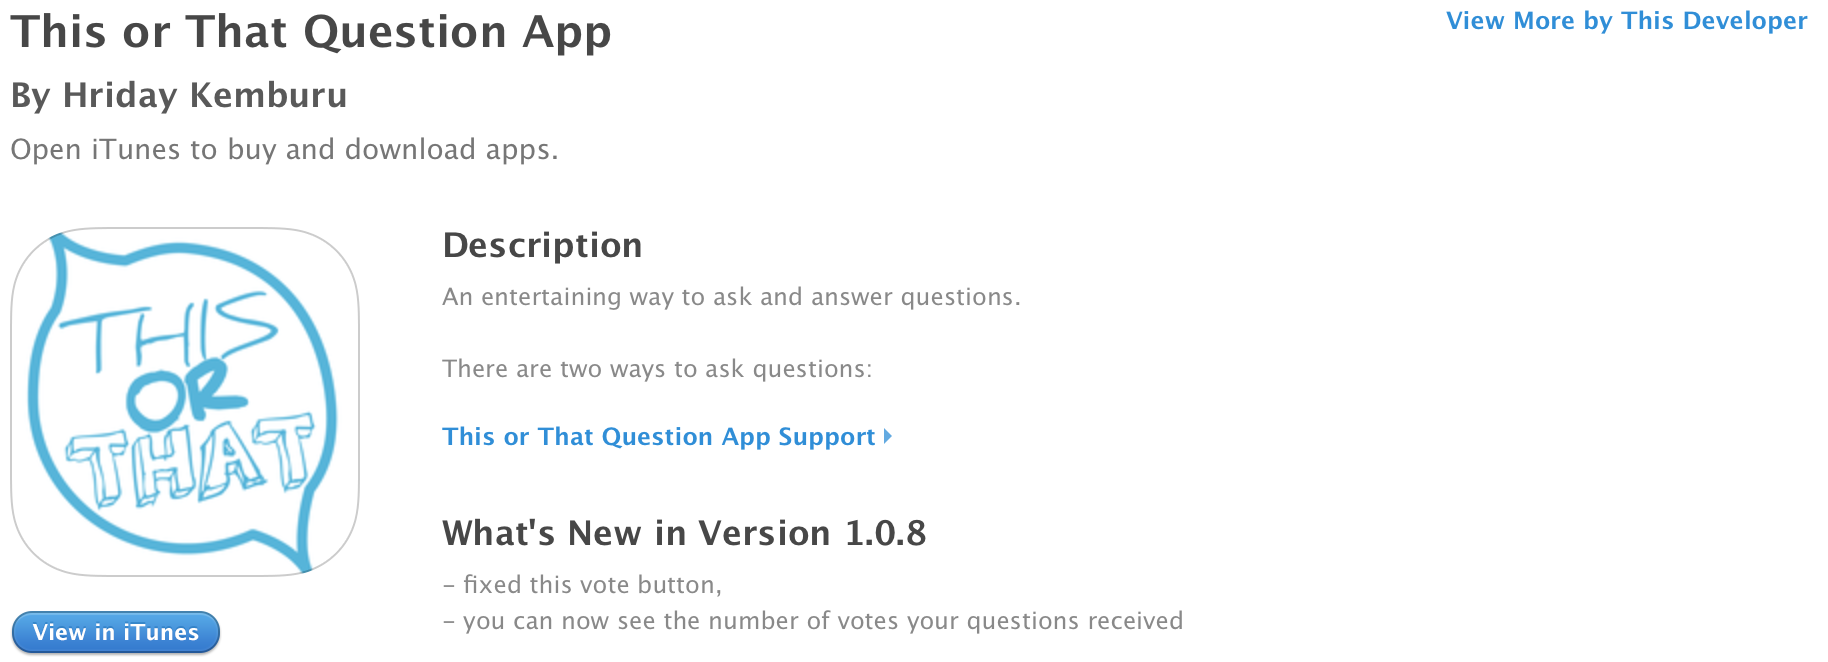 This or That Question App
View More by This Developer
By Hriday Kemburu
Open iTunes to buy and download apps.
THIS
OR
THAT
View in iTunes
Description
An entertaining way to ask and answer questions.
There are two ways to ask questions:
This or That Question App Support
What's New in Version 1.0.8
– fixed this vote button,
– you can now see the number of votes your questions received